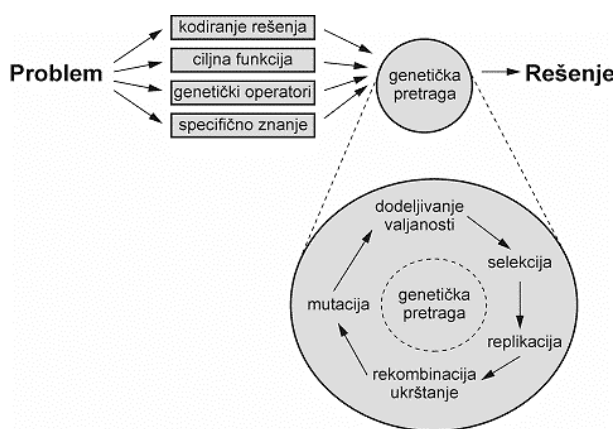 kodiranje rešenja
ciljna funkcija
Problem
genetički operatori
specifično znanje
genetička
pretraga
Rešenje
dodeljivanje
valjanosti
selekcija
mutacija
genetička
pretraga
replikacija
rekombinacija
ukrštanje